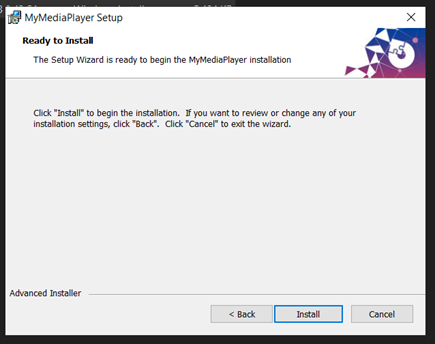 MyMediaPlayer Setup
Ready to Install
The Setup Wizard is ready to begin the MyMediaPlayer installation
Click "Install" to begin the installation.  If you want to review or change any of your
installation settings, click "Back".  Click "Cancel" to exit the wizard.
Advanced Installer
< Back
Install
Cancel